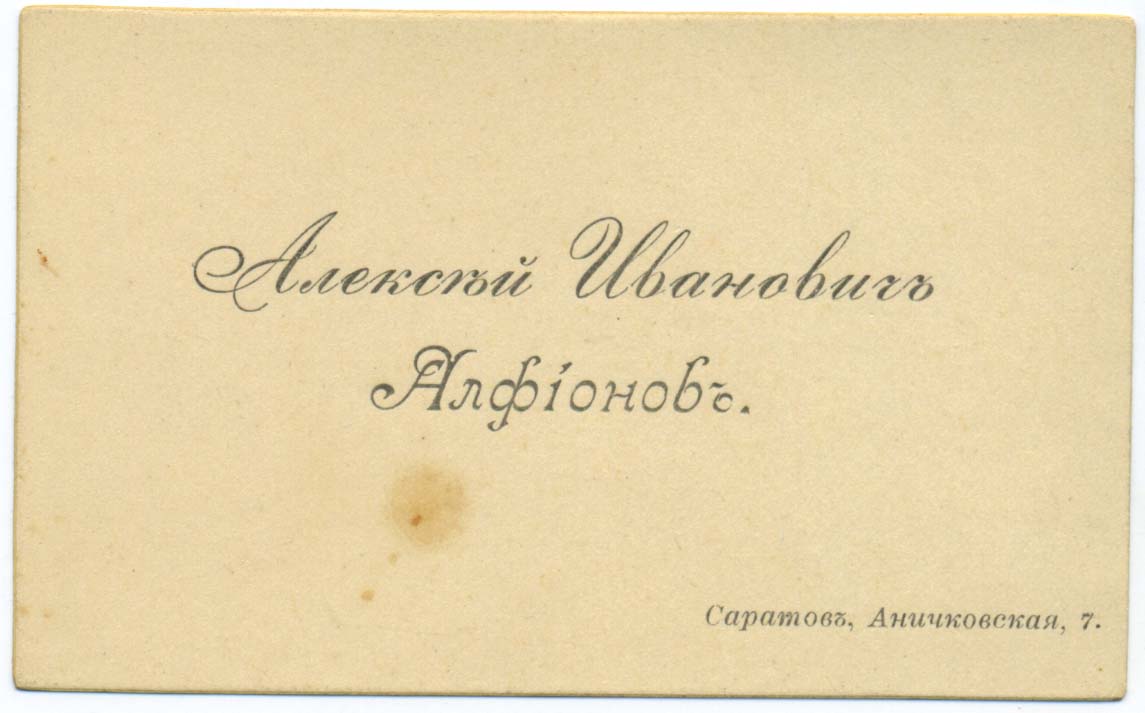 Алексѣй Ивановичъ
Алфіоновъ.
Саратовъ, Аничковская, 7.